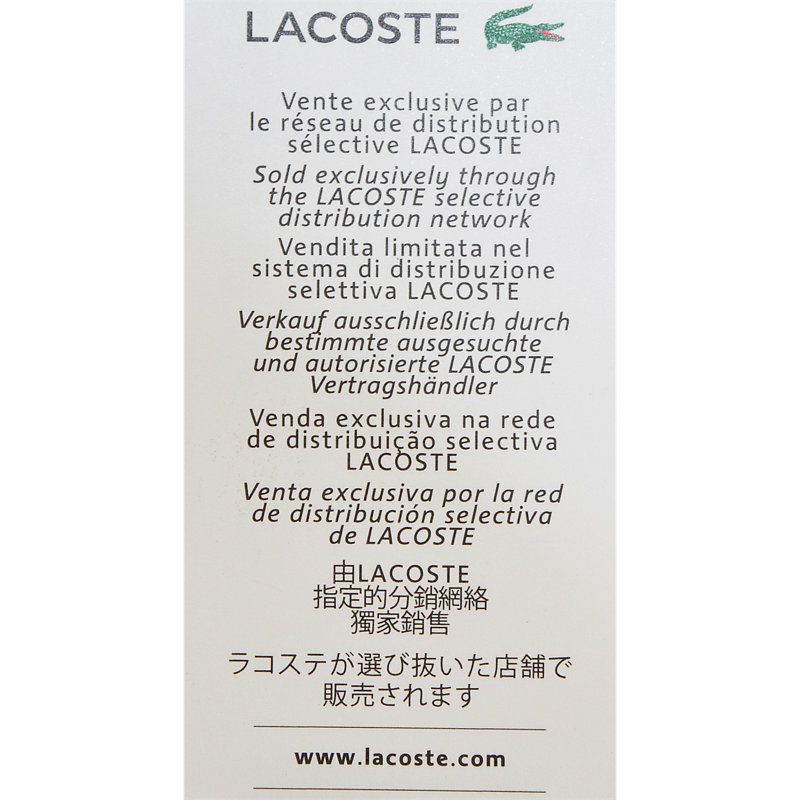 LACOSTE
Vente exclusive par
le réseau de distribution
sélective LACOSTE
Sold exclusively through
the LACOSTE selective
distribution network
Vendita limitata nel
sistema di distribuzione
selettiva LACOSTE
Verkauf ausschließlich durch
bestimmte ausgesuchte
und autorisierte LACOSTE
Vertragshändler
Venda exclusiva na rede
de distribuição selectiva
LACOSTE
Venta exclusiva por la red
de distribución selectiva
de LACOSTE
由LACOSTE
指定的分銷網絡
獨家銷售
ラコステが選び抜いた店舗で
販売されます
www.lacoste.com